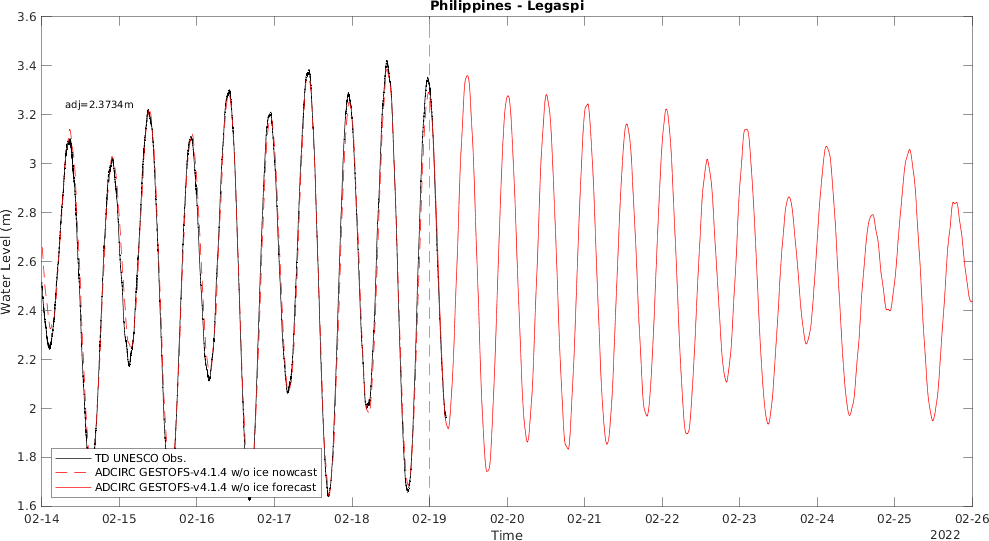 Philippines - Legaspi
3.6
3.4
3.2
3
2.8
2.6
2.4
2.2
2
1.8
1.6
Water Level (m)
adj=2.3734m
TD UNESCO Obs.
ADCIRC GESTOFS-v4.1.4 w/o ice nowcast
ADCIRC GESTOFS-v4.1.4 w/o ice forecast
02-14 02-15 02-16 02-17 02-18 02-19 02-20 02-21 02-22 02-23 02-24 02-25 02-26
Time
2022